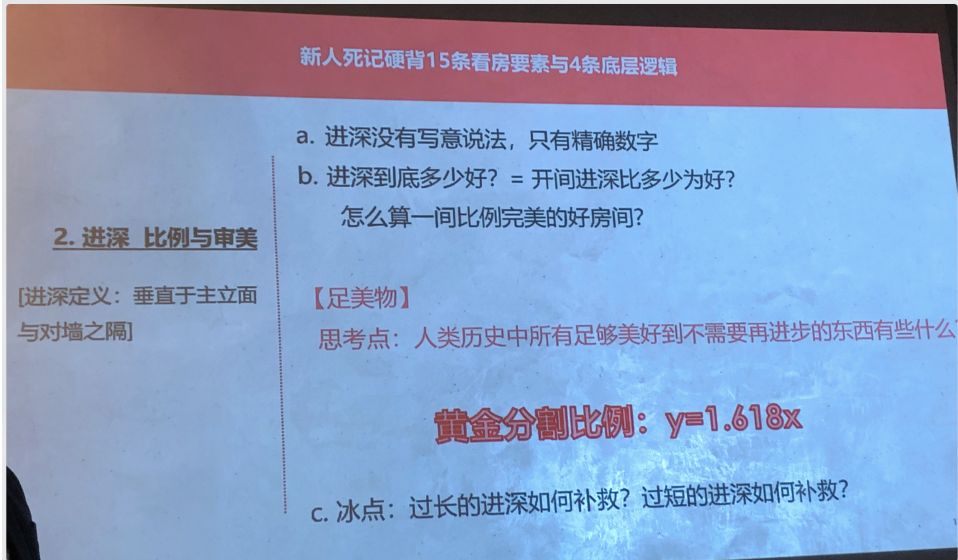 新人死记硬背15条看房要素与4条底层逻辑
2. 进深 比例与审美
[进深定义：垂直于主立面
与对墙之隔]
a. 进深没有写意说法，只有精确数字
b. 进深到底多少好？= 开间进深比多少为好？
怎么算一间比例完美的好房间？
【足美物】
思考点：人类历史中所有足够美好到不需要再进步的东西有些什么
黄金分割比例：y=1.618x
c. 冰点：过长的进深如何补救？过短的进深如何补救？